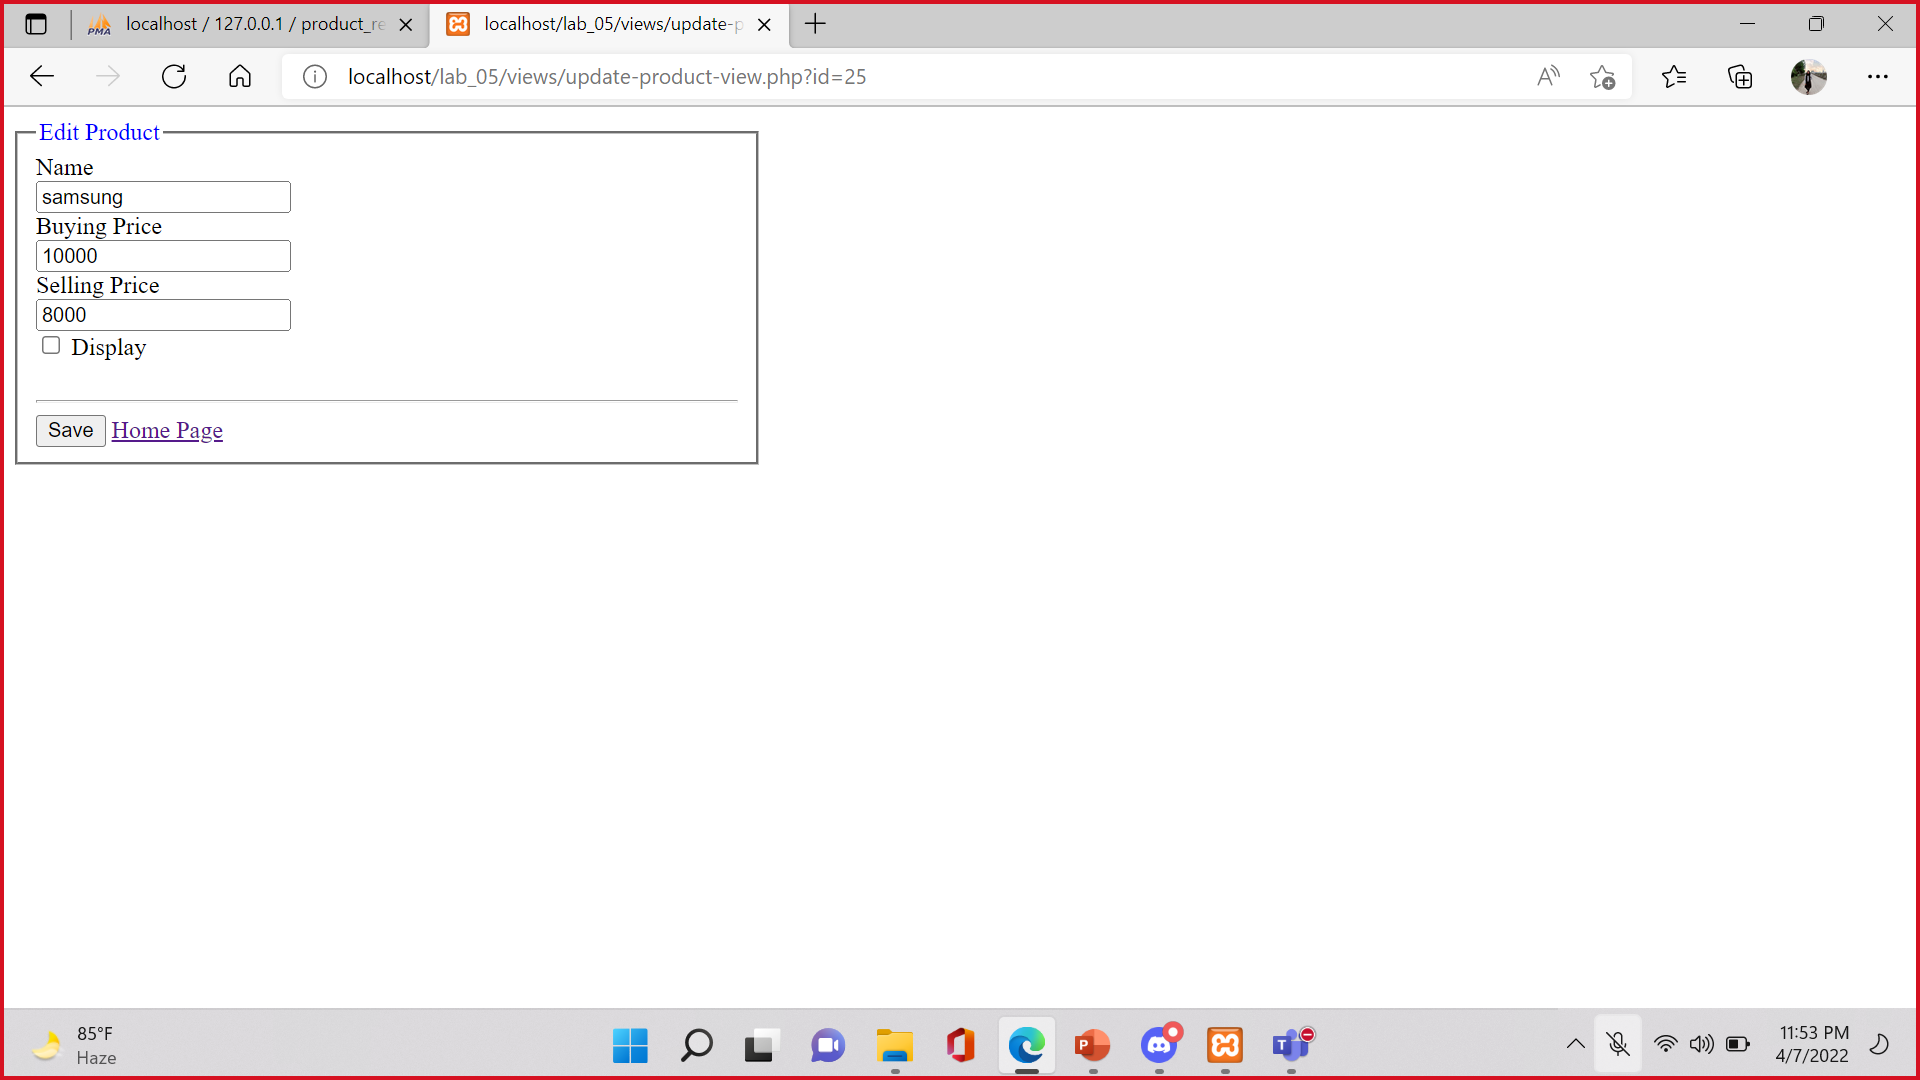 localhost / 127.0.0.1 / product_re
localhost/lab_05/views/update-p
localhost/lab_05/views/update-product-view.php?id=25
Edit Product
Name
samsung
Buying Price
10000
Selling Price
8000
Display
Save Home Page
85°F
Haze
11:53 PM
4/7/2022